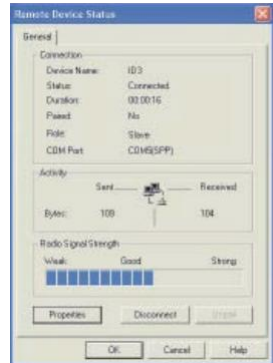 Remote Device Status
General
Connection
Device Name: ID3
Status: Connected
Duration: 00:00:16
Paired: No
Role: Slave
COM Port COM5(SPP)
Activity
Sent Received
Bytes: 109 104
Radio Signal Strength
Weak Good Strong
Properties Disconnect Unpair
OK Cancel Help